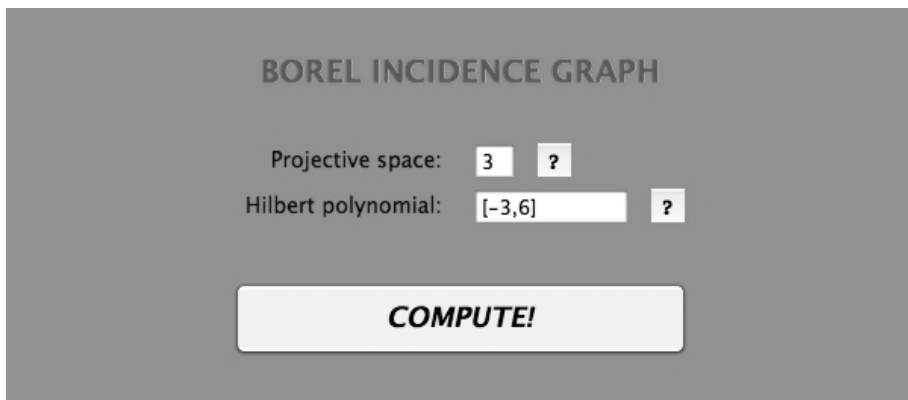 BOREL INCIDENCE GRAPH
Projective space: 3 ?
Hilbert polynomial: [-3,6] ?
COMPUTE!